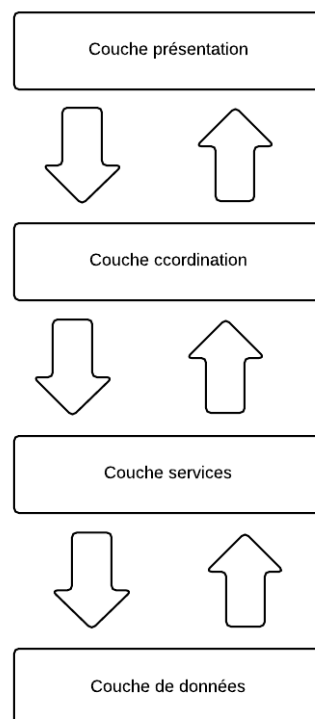 Couche présentation
Couche ccordination
Couche services
Couche de données